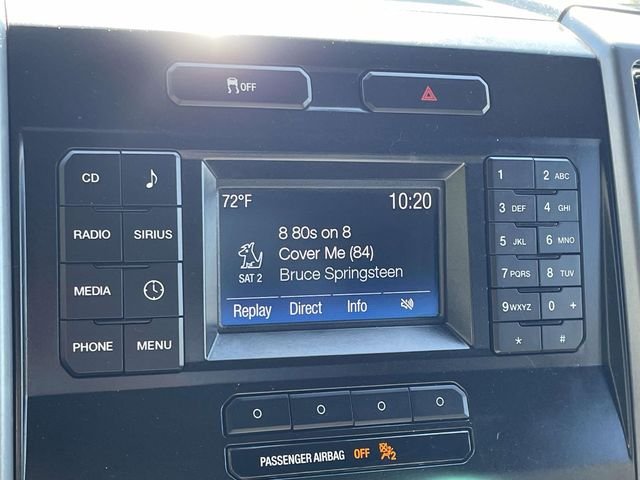 OFF
72°F 10:20
8 80s on 8
Cover Me (84)
SAT 2 Bruce Springsteen
Replay Direct Info
CD
RADIO SIRIUS
MEDIA
PHONE MENU
1 2 ABC
3 DEF 4 GHI
5 JKL 6 MNO
7 PQRS 8 TUV
9 WXYZ 0 +
* #
PASSENGER AIRBAG OFF 2